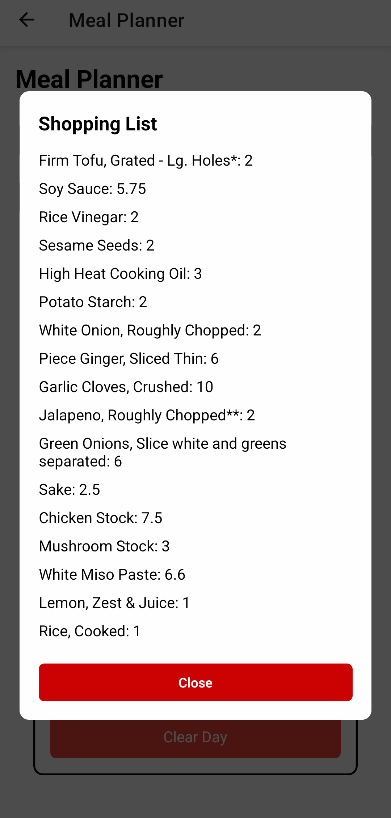 Meal Planner
Meal Planner
Shopping List
Firm Tofu, Grated - Lg. Holes*: 2
Soy Sauce: 5.75
Rice Vinegar: 2
Sesame Seeds: 2
High Heat Cooking Oil: 3
Potato Starch: 2
White Onion, Roughly Chopped: 2
Piece Ginger, Sliced Thin: 6
Garlic Cloves, Crushed: 10
Jalapeno, Roughly Chopped**: 2
Green Onions, Slice white and greens
separated: 6
Sake: 2.5
Chicken Stock: 7.5
Mushroom Stock: 3
White Miso Paste: 6.6
Lemon, Zest & Juice: 1
Rice, Cooked: 1
Close
Clear Day